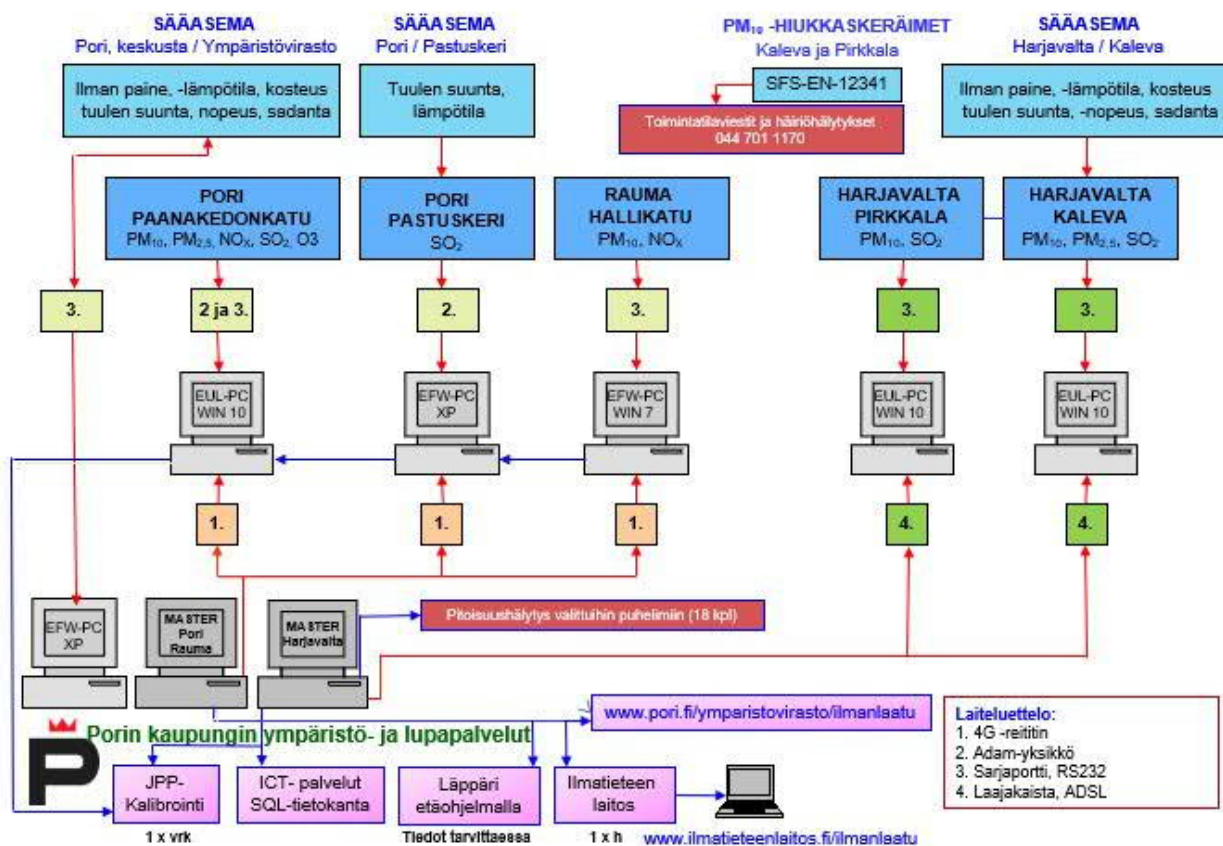 SÄÄASEMA
Pori, keskusta / Ympäristövirasto
SÄÄASEMA
Pori / Pastuskeri
PM₁₀ -HIUKKASKERÄIMET
Kaleva ja Pirkkala
SÄÄASEMA
Harjavalta / Kaleva
Ilman paine, -lämpötila, kosteus
tuulen suunta, nopeus, sadanta
Tuulen suunta,
lämpötila
SFS-EN-12341
Toimintatilaviestit ja häiriöhälytykset
044 701 1170
Ilman paine, -lämpötila, kosteus
tuulen suunta, -nopeus, sadanta
PORI
PAANAKEDONKATU
PM₁₀, PM₂,₅, NOₓ, SO₂, O3
PORI
PASTUSKERI
SO₂
RAUMA
HALLIKATU
PM₁₀, NOₓ
HARJAVALTA
PIRKKALA
PM₁₀, SO₂
HARJAVALTA
KALEVA
PM₁₀, PM₂,₅, SO₂
3.
2 ja 3.
2.
3.
3.
3.
EUL-PC
WIN 10
EFW-PC
XP
EFW-PC
WIN 7
EUL-PC
WIN 10
EUL-PC
WIN 10
1.
1.
1.
4.
4.
EFW-PC
XP
MASTER
Pori
Rauma
MASTER
Harjavalta
Pitoisuushälytys valittuihin puhelimiin (18 kpl)
www.pori.fi/ymparistovirasto/ilmanlaatu
P
Porin kaupungin ympäristö- ja lupapalvelut
JPP-
Kalibrointi
1 x vrk
ICT- palvelut
SQL-tietokanta
Läppäri
etäohjelmalla
Tiedot tarvittaessa
Ilmatieteen
laitos
1 x h
www.ilmatieteenlaitos.fi/ilmanlaatu
Laiteluettelo:
1. 4G -reititin
2. Adam-yksikkö
3. Sarjaportti, RS232
4. Laajakaista, ADSL